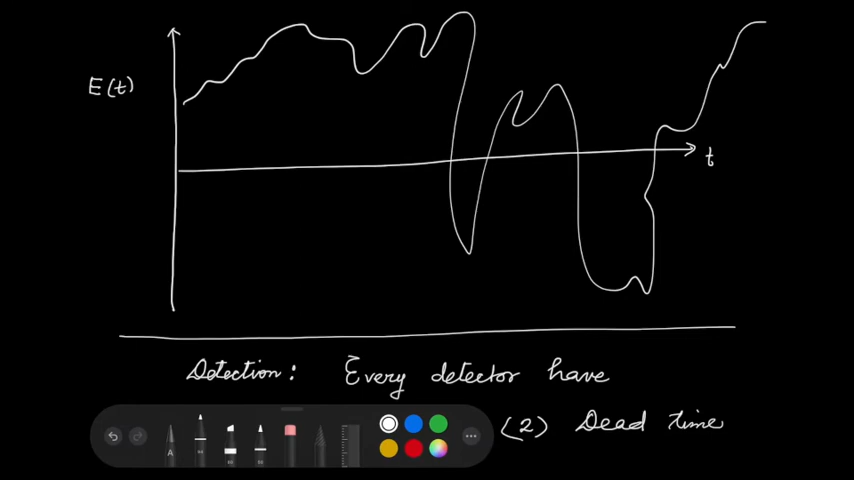 E(t)
t
Detection: Every detector have
(2) Dead time
A